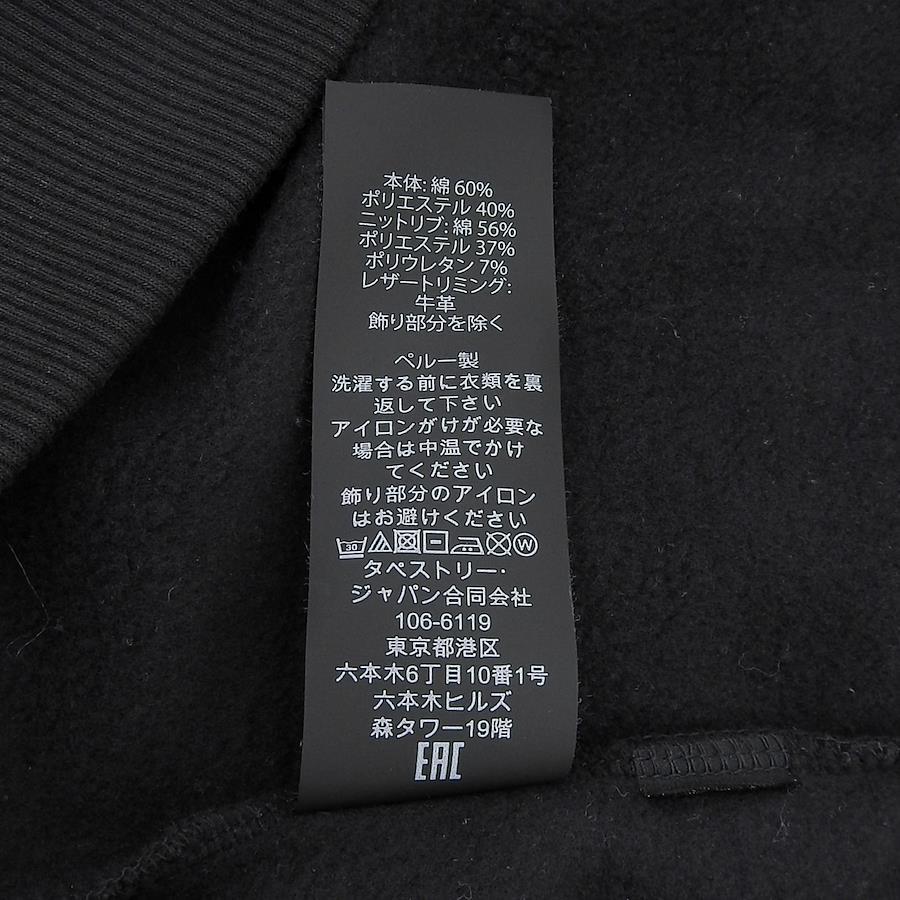 本体: 綿 60%
ポリエステル 40%
ニットリブ: 綿 56%
ポリエステル 37%
ポリウレタン 7%
レザートリミング:
牛革
飾り部分を除く
ペルー製
洗濯する前に衣類を裏
返して下さい
アイロンがけが必要な
場合は中温でかけ
てください
飾り部分のアイロン
はお避けください
30 W
タペストリー・
ジャパン合同会社
106-6119
東京都港区
六本木6丁目10番1号
六本木ヒルズ
森タワー19階
EAC